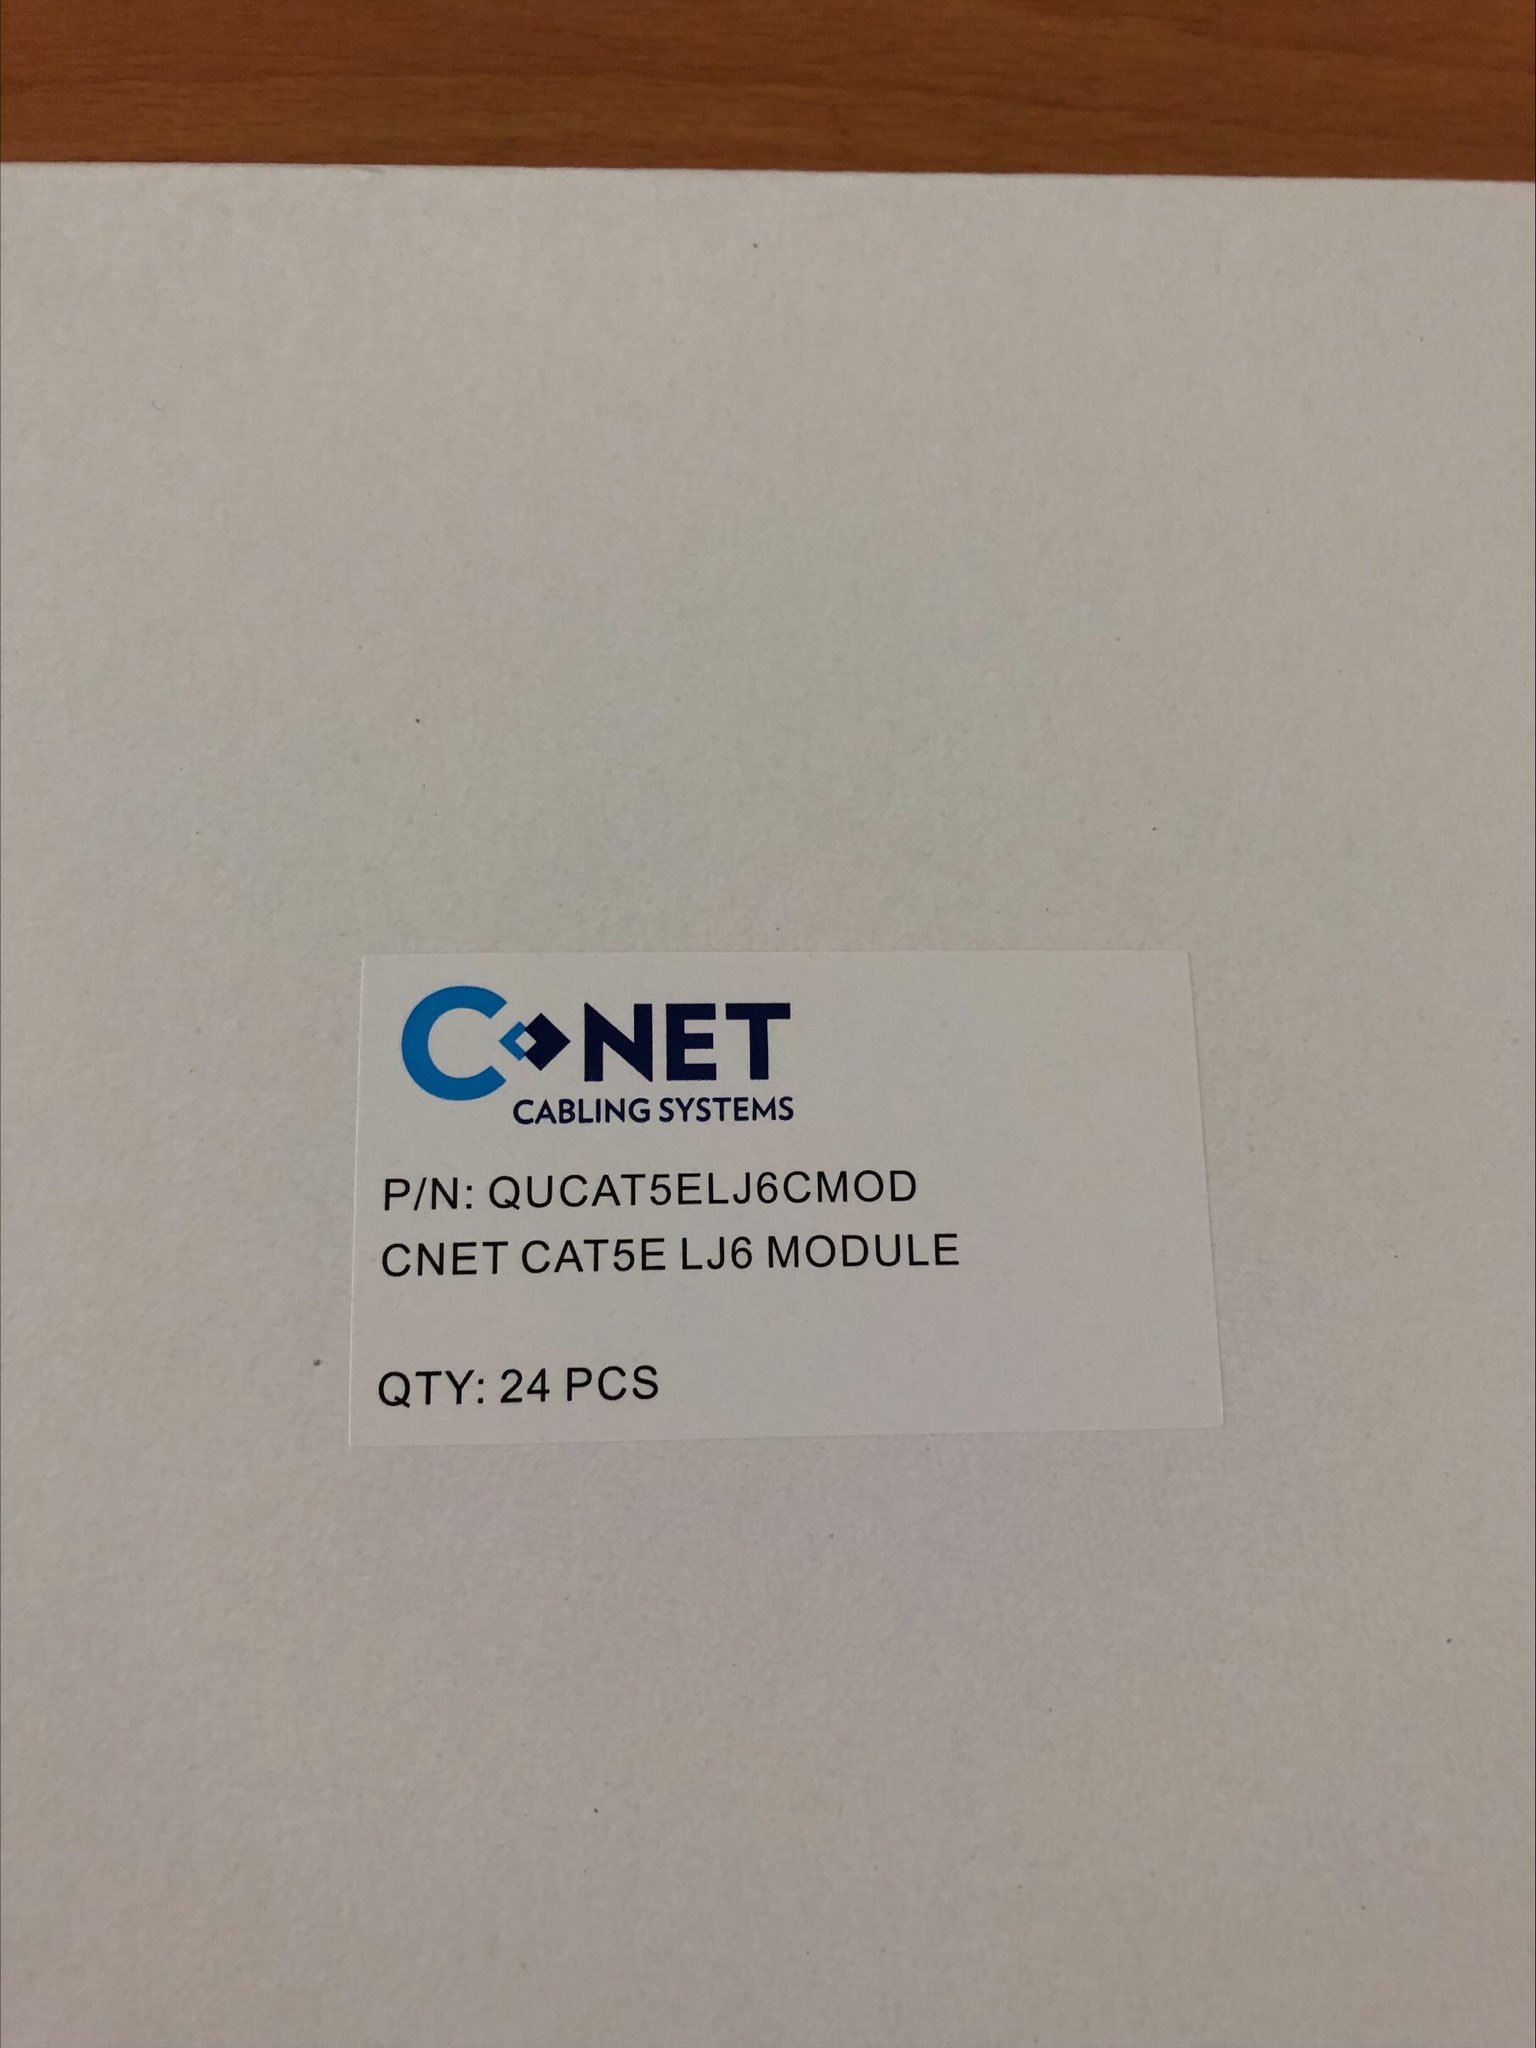 C NET
CABLING SYSTEMS
P/N: QUCAT5ELJ6CMOD
CNET CAT5E LJ6 MODULE
QTY: 24 PCS